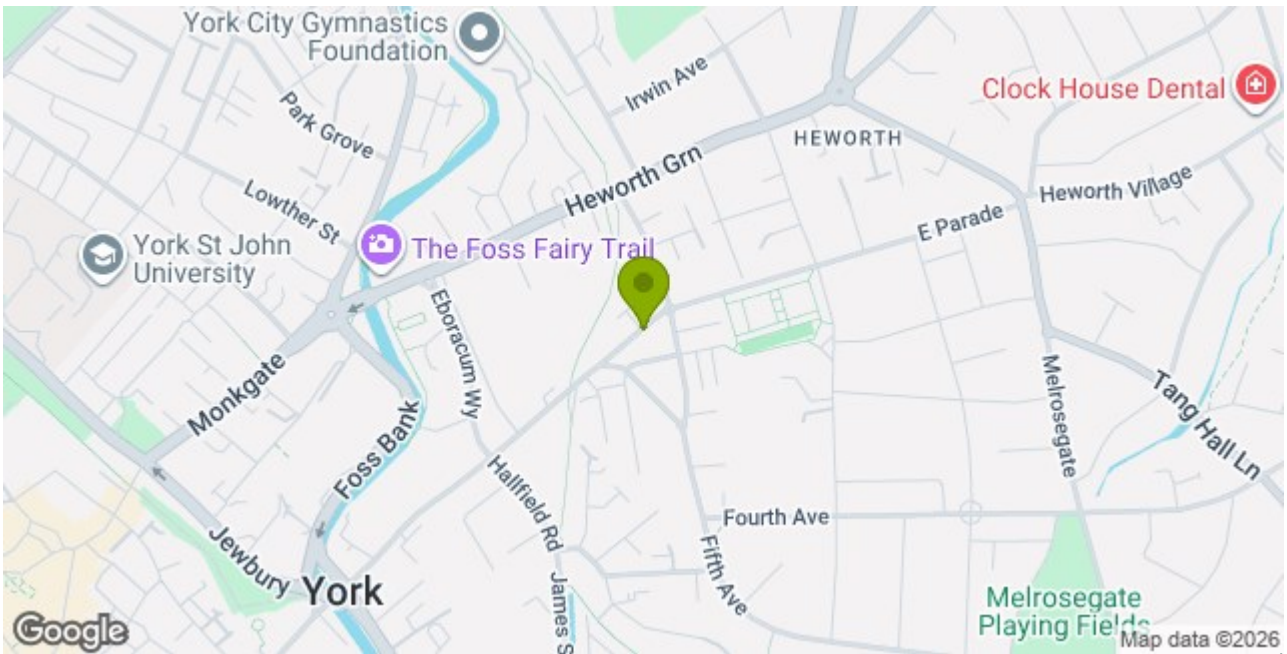 York City Gymnastics
Foundation
Irwin Ave
Clock House Dental
Park Grove
HEWORTH
Heworth Grn
Lowther St
Heworth Village
E Parade
York St John
University
The Foss Fairy Trail
Eboracum Wy
Monkgate
Melrosegate
Tang Hall Ln
Foss Bank
Hallfield Rd
Fourth Ave
Jewbury
Fifth Ave
York
James S
Melrosegate
Playing Fields
Google
Map data ©2026